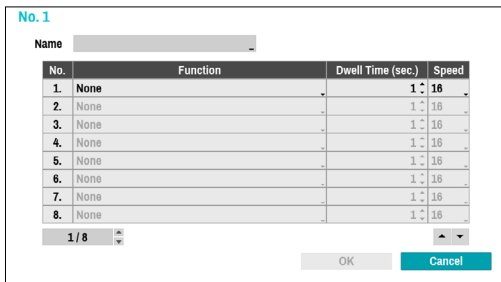 No. 1
Name
No. Function Dwell Time (sec.) Speed
1. None 1 16
2. None 1 16
3. None 1 16
4. None 1 16
5. None 1 16
6. None 1 16
7. None 1 16
8. None 1 16
1 / 8
OK Cancel